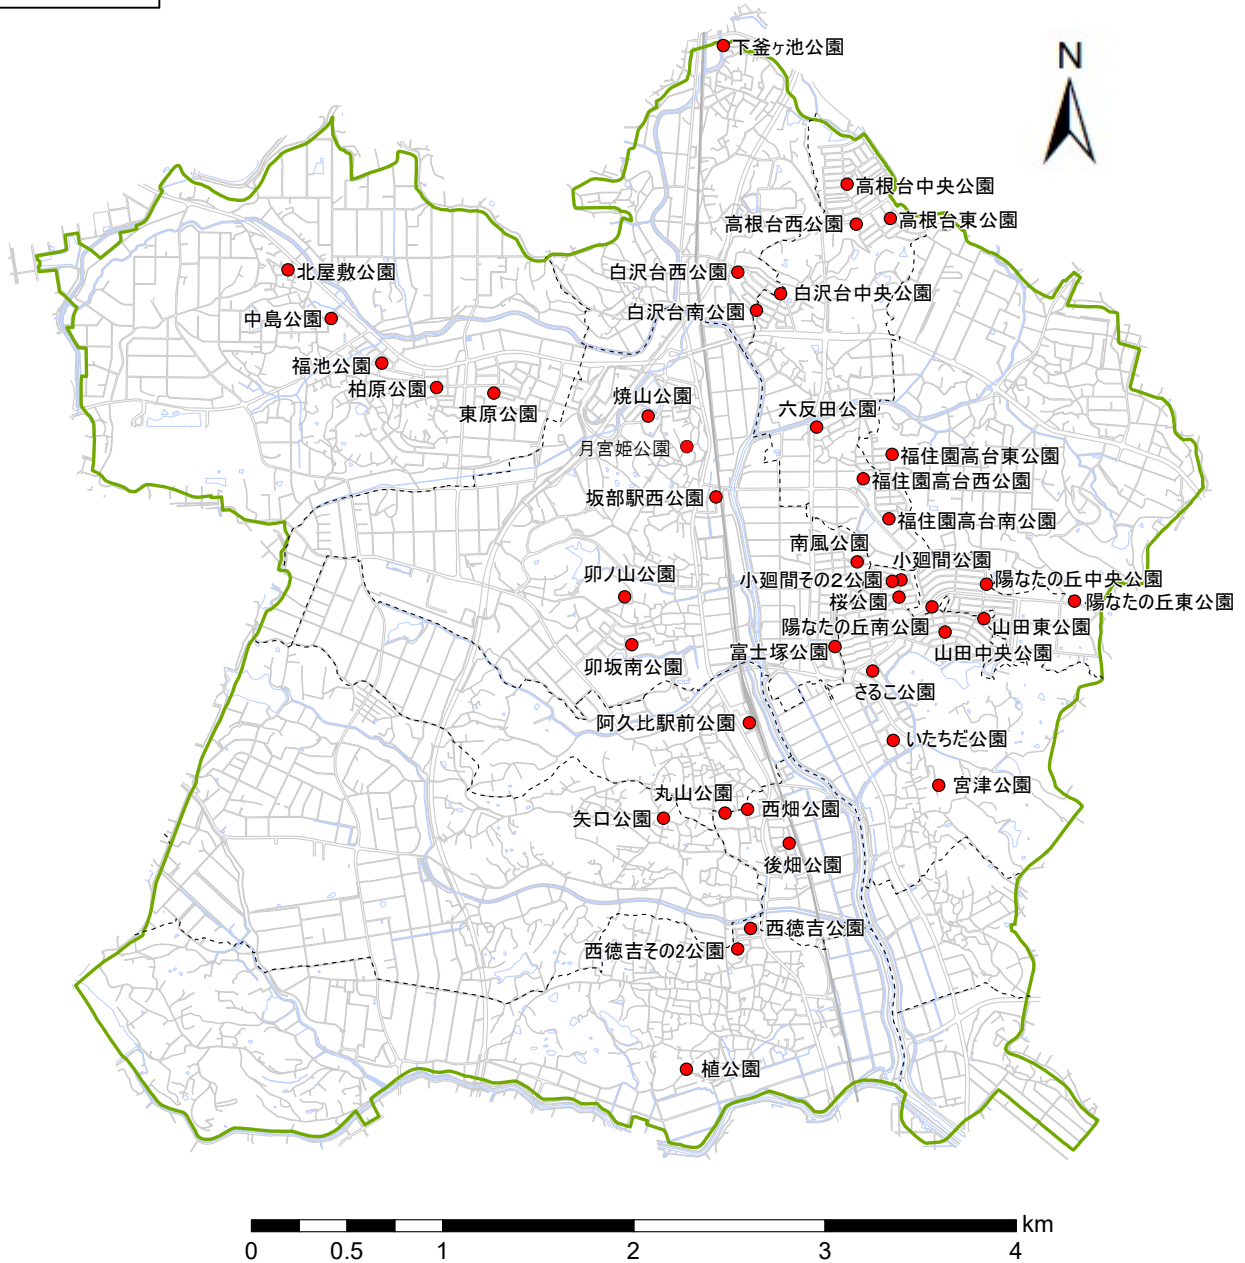 下釜ヶ池公園
N
高根台中央公園
高根台西公園
高根台東公園
北屋敷公園
白沢台西公園
白沢台中央公園
中島公園
白沢台南公園
福池公園
柏原公園
東原公園
焼山公園
六反田公園
月宮姫公園
福住園高台東公園
福住園高台西公園
坂部駅西公園
福住園高台南公園
南風公園
小廻間公園
卯ノ山公園
小廻間その2公園
陽なたの丘中央公園
桜公園
陽なたの丘東公園
陽なたの丘南公園
山田東公園
富士塚公園
山田中央公園
卯坂南公園
さるこ公園
阿久比駅前公園
いたちだ公園
宮津公園
丸山公園
西畑公園
矢口公園
後畑公園
西徳吉公園
西徳吉その2公園
植公園
km
0 0.5 1 2 3 4